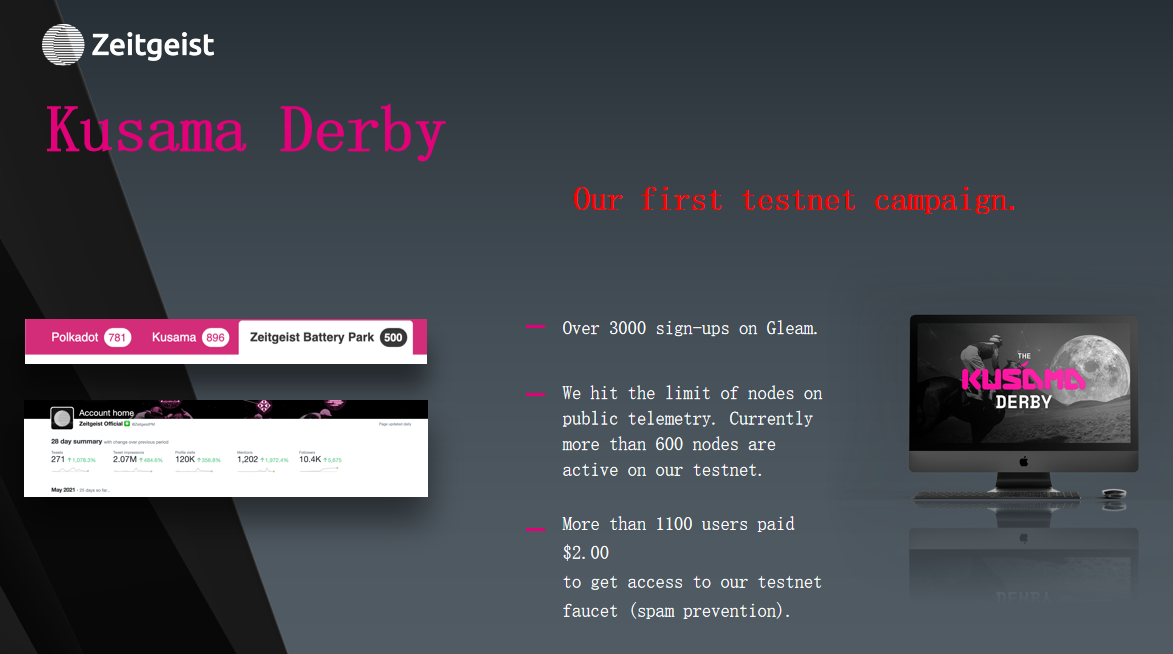 Zeitgeist
Kusama Derby
Our first testnet campaign.
Polkadot 781 Kusama 896 Zeitgeist Battery Park 500
Account home
Zeitgeist Official @ZeitgeistPM
Page updated daily
28 day summary with change over previous period
Tweets Tweet impressions Profile visits Mentions Followers
271 ↑1,078.3% 2.07M ↑484.6% 120K ↑356.8% 1,202 ↑1,972.4% 10.4K ↑5,875
May 2021 • 25 days so far...
Over 3000 sign-ups on Gleam.
We hit the limit of nodes on
public telemetry. Currently
more than 600 nodes are
active on our testnet.
More than 1100 users paid
$2.00
to get access to our testnet
faucet (spam prevention).
THE
KUSAMA
DERBY